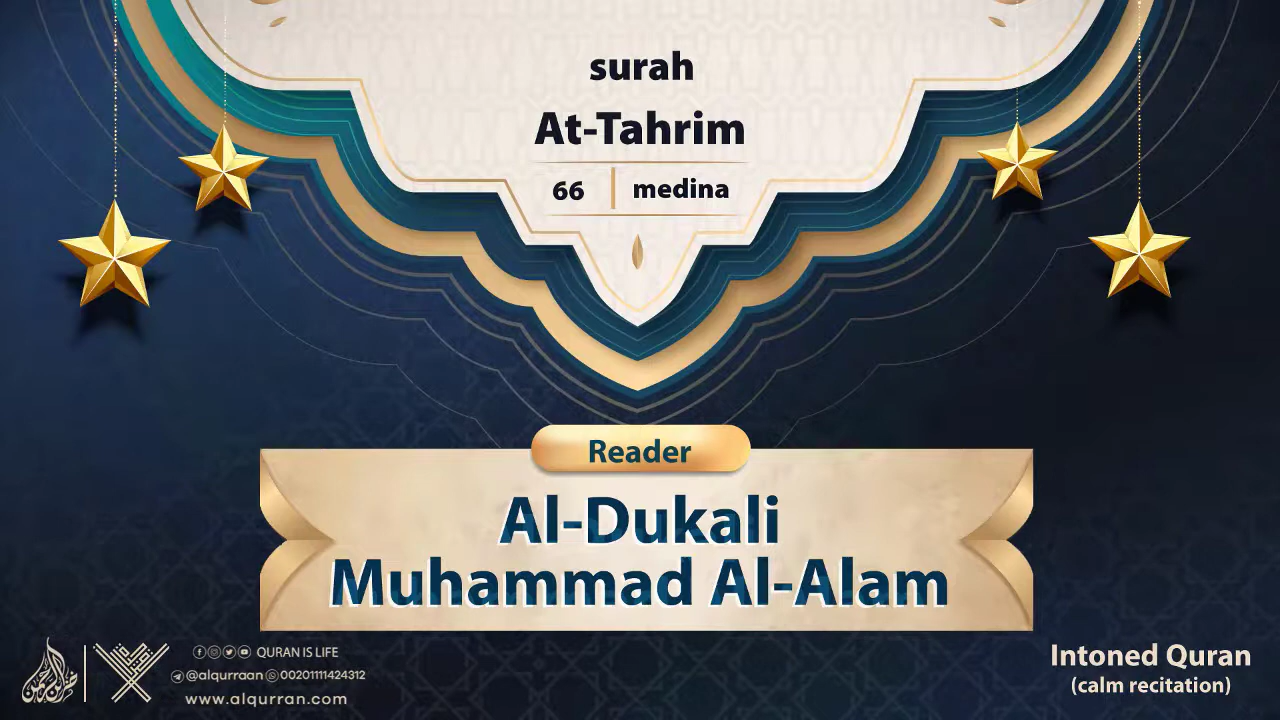 surah
At-Tahrim
66 medina
Reader
Al-Dukali
Muhammad Al-Alam
QURAN IS LIFE
@alqurraan 00201111424312
www.alqurran.com
Intoned Quran
(calm recitation)